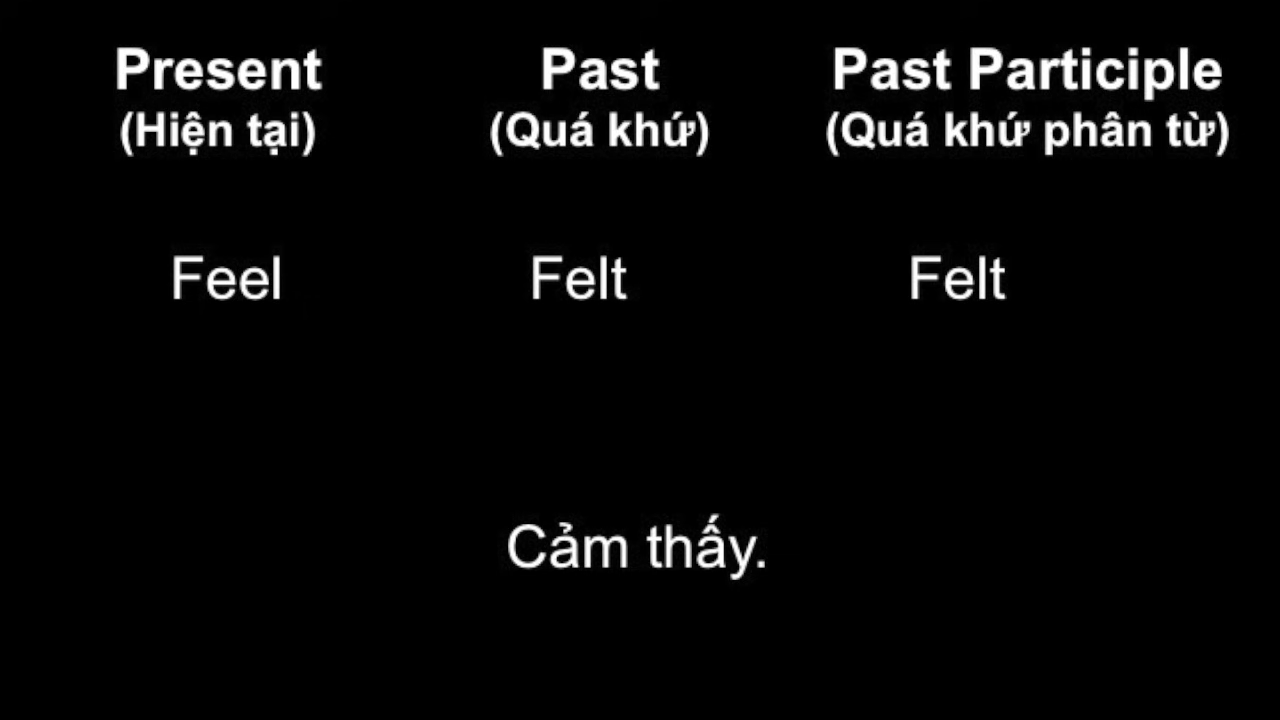 Present Past Past Participle
(Hiện tại) (Quá khứ) (Quá khứ phân từ)
Feel Felt Felt
Cảm thấy.